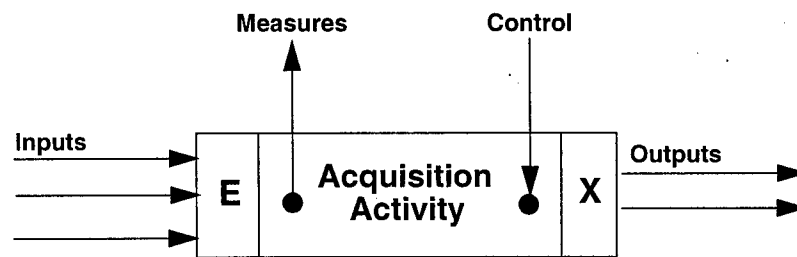 Measures
Control
Inputs
Outputs
E
Acquisition
Activity
X